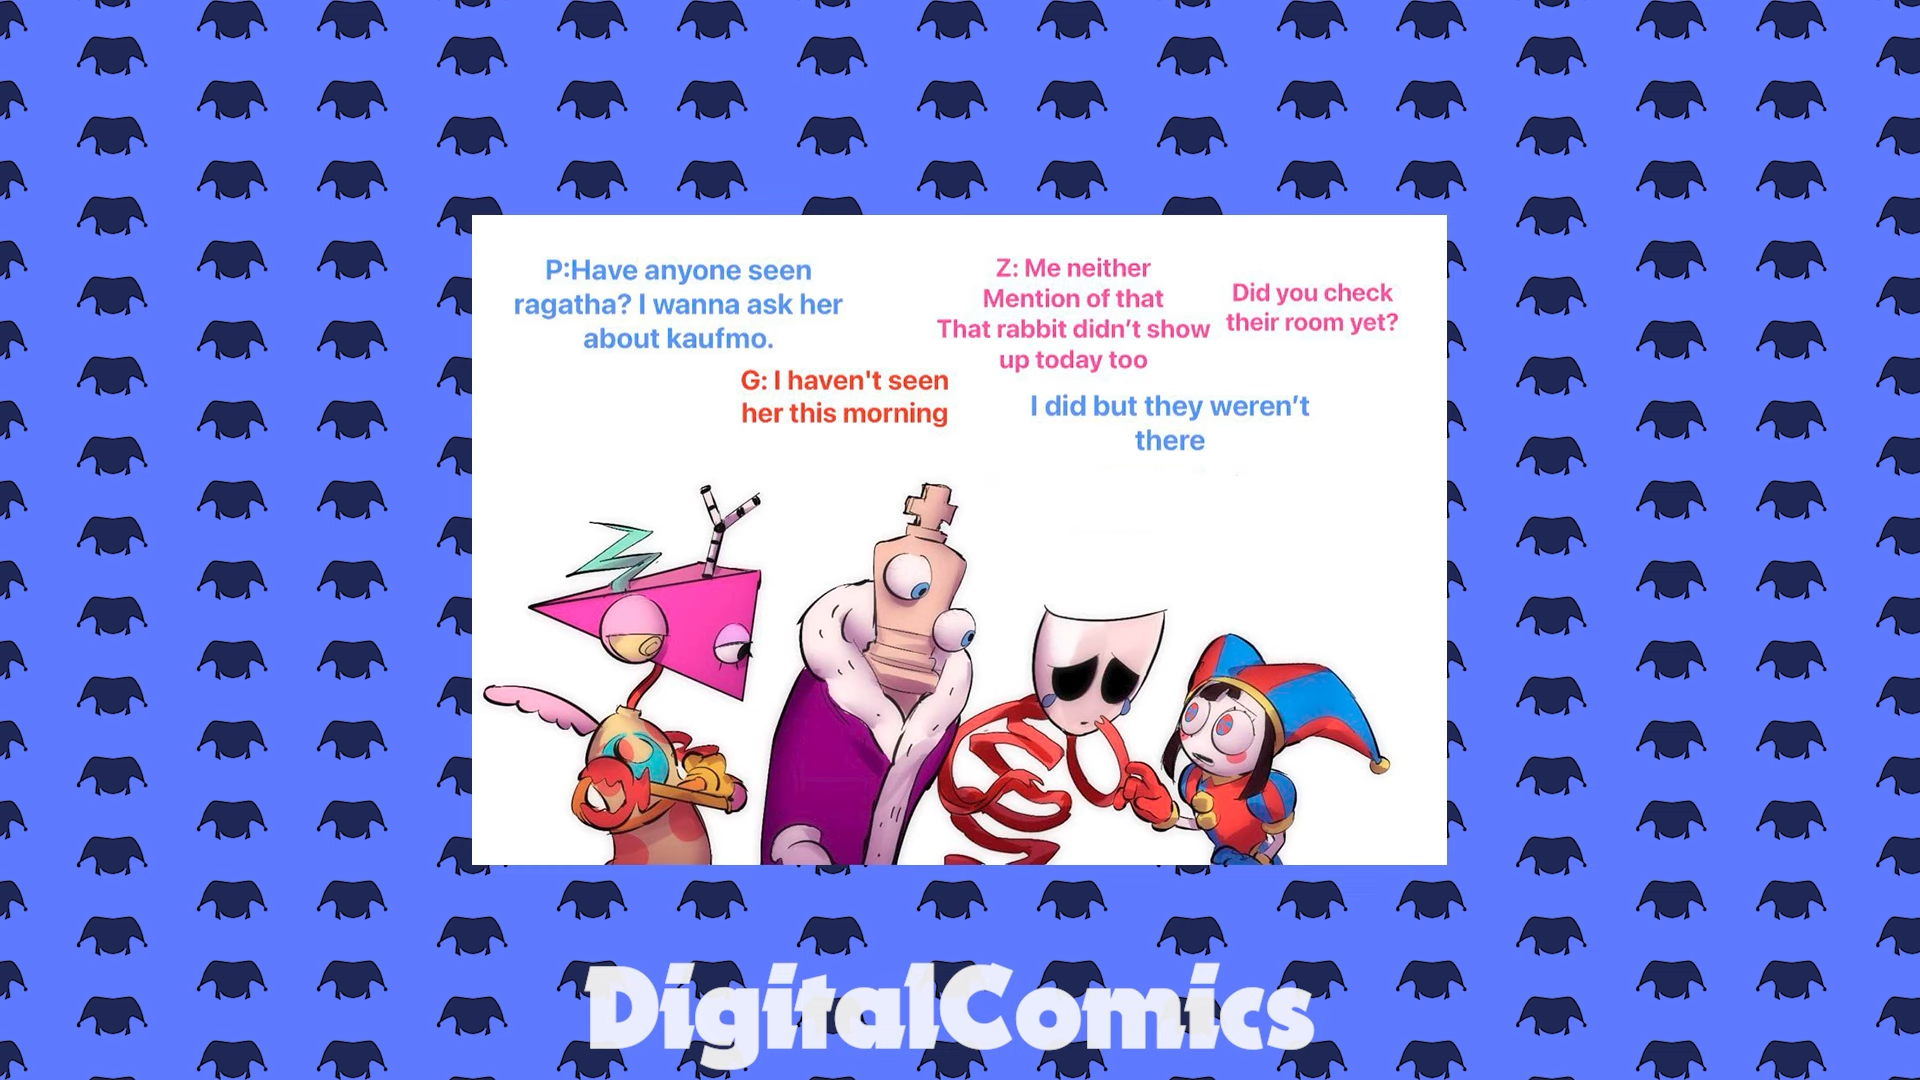 P:Have anyone seen
ragatha? I wanna ask her
about kaufmo.
G: I haven't seen
her this morning
Z: Me neither
Mention of that
That rabbit didn’t show
up today too
Did you check
their room yet?
I did but they weren’t
there
DigitalComics